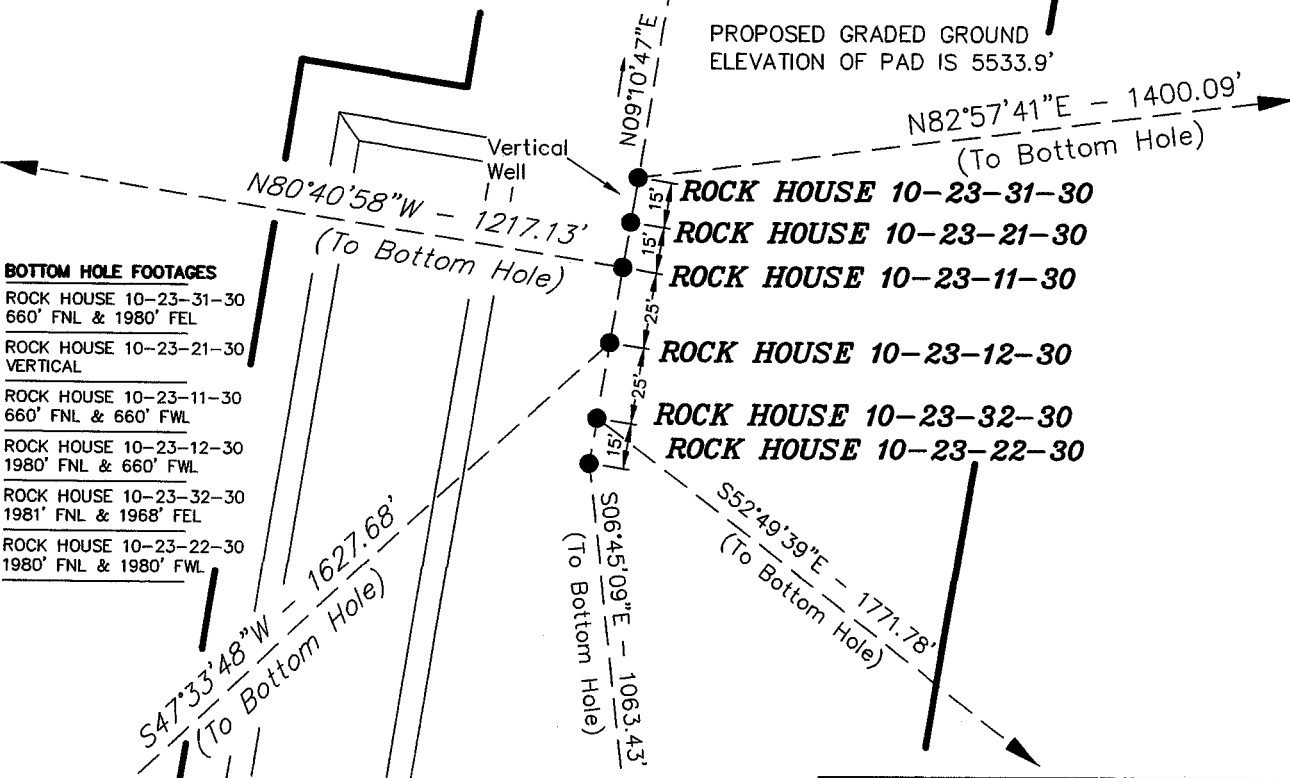 PROPOSED GRADED GROUND
ELEVATION OF PAD IS 5533.9'
N09°10'47"E
N82°57'41"E - 1400.09'
(To Bottom Hole)
Vertical
Well
N80°40'58"W - 1217.13'
(To Bottom Hole)
15'
ROCK HOUSE 10-23-31-30
15'
ROCK HOUSE 10-23-21-30
ROCK HOUSE 10-23-11-30
25'
ROCK HOUSE 10-23-12-30
25'
ROCK HOUSE 10-23-32-30
15'
ROCK HOUSE 10-23-22-30
BOTTOM HOLE FOOTAGES
ROCK HOUSE 10-23-31-30
660' FNL & 1980' FEL
ROCK HOUSE 10-23-21-30
VERTICAL
ROCK HOUSE 10-23-11-30
660' FNL & 660' FWL
ROCK HOUSE 10-23-12-30
1980' FNL & 660' FWL
ROCK HOUSE 10-23-32-30
1981' FNL & 1968' FEL
ROCK HOUSE 10-23-22-30
1980' FNL & 1980' FWL
S47°33'48"W - 1627.68'
(To Bottom Hole)
S06°45'09"E - 1063.43'
(To Bottom Hole)
S52°49'39"E - 1771.78'
(To Bottom Hole)